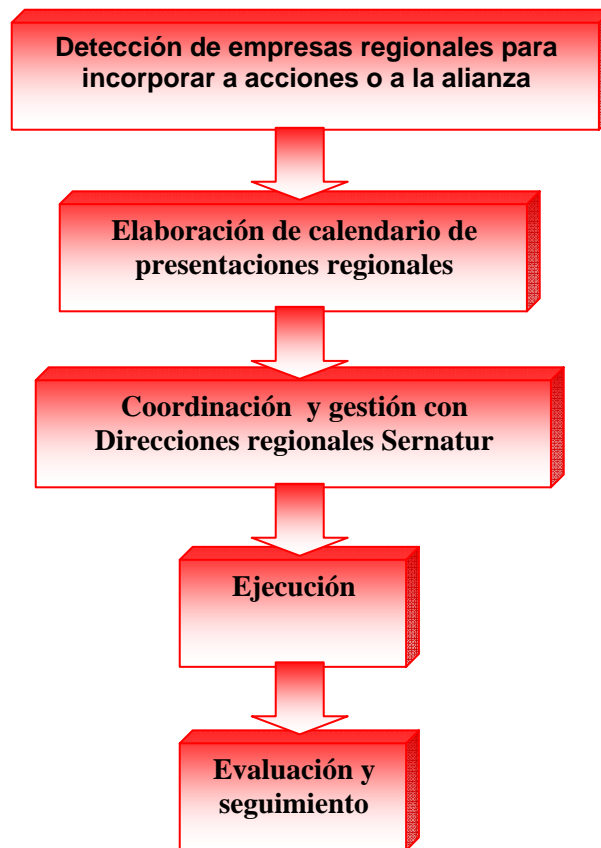 Detección de empresas regionales para
incorporar a acciones o a la alianza
Elaboración de calendario de
presentaciones regionales
Coordinación y gestión con
Direcciones regionales Sernatur
Ejecución
Evaluación y
seguimiento